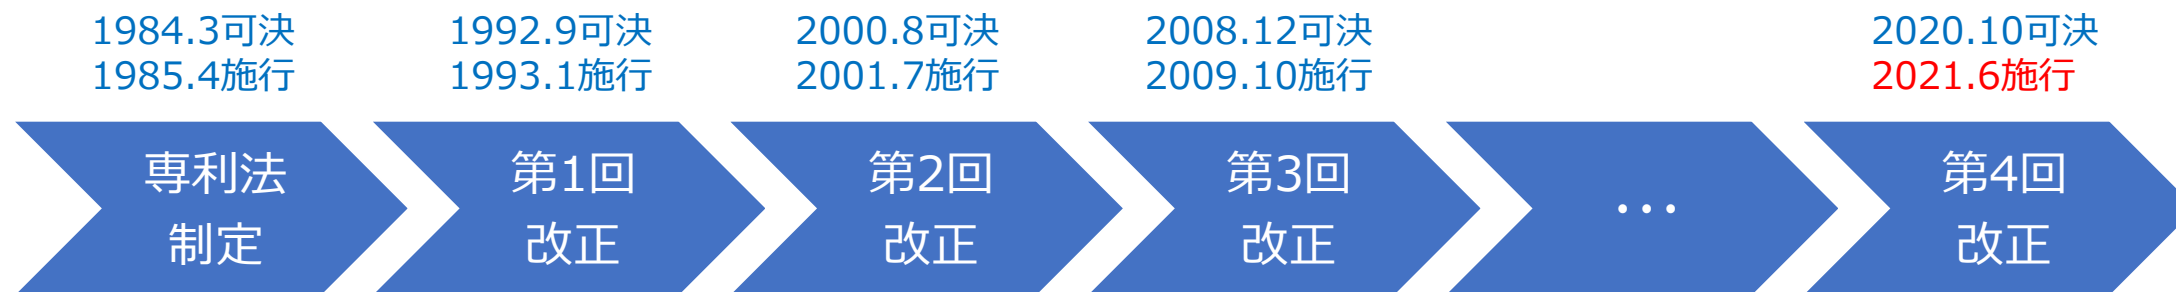 1984.3可決
1985.4施行
1992.9可決
1993.1施行
2000.8可決
2001.7施行
2008.12可決
2009.10施行
2020.10可決
2021.6施行
専利法
制定
第1回
改正
第2回
改正
第3回
改正
…
第4回
改正